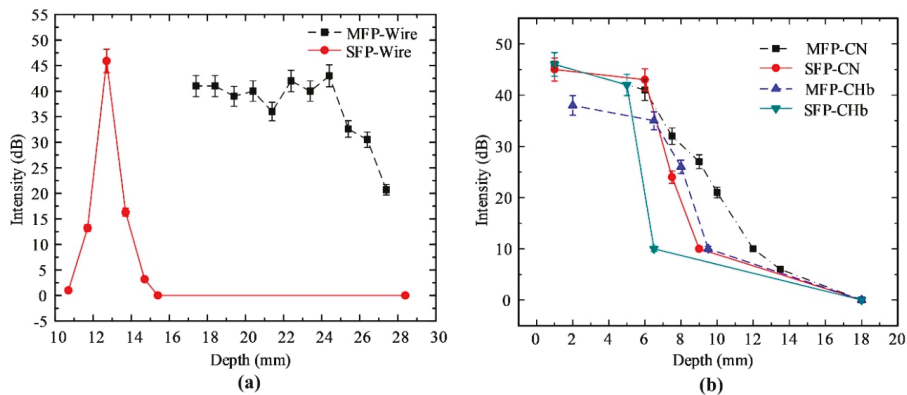 55
50
45
40
35
30
25
20
15
10
5
0
-5
Intensity (dB)
MFP-Wire
SFP-Wire
10 12 14 16 18 20 22 24 26 28 30
Depth (mm)
(a)
50
40
30
20
10
0
Intensity (dB)
MFP-CN
SFP-CN
MFP-CHb
SFP-CHb
0 2 4 6 8 10 12 14 16 18 20
Depth (mm)
(b)